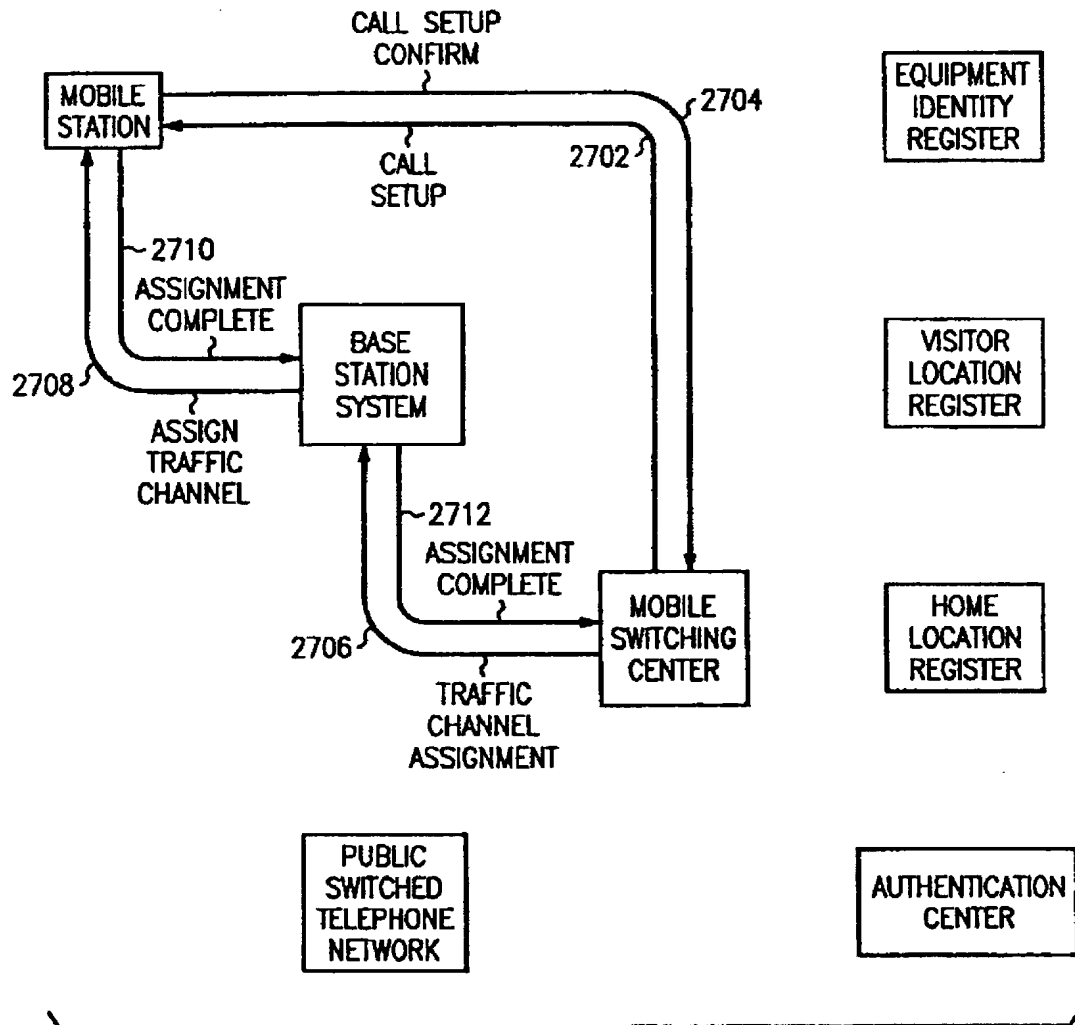 CALL SETUP
CONFIRM
MOBILE
STATION
2704
EQUIPMENT
IDENTITY
REGISTER
2702
CALL
SETUP
2710
ASSIGNMENT
COMPLETE
BASE
STATION
SYSTEM
VISITOR
LOCATION
REGISTER
2708
ASSIGN
TRAFFIC
CHANNEL
2712
ASSIGNMENT
COMPLETE
MOBILE
SWITCHING
CENTER
HOME
LOCATION
REGISTER
2706
TRAFFIC
CHANNEL
ASSIGNMENT
PUBLIC
SWITCHED
TELEPHONE
NETWORK
AUTHENTICATION
CENTER